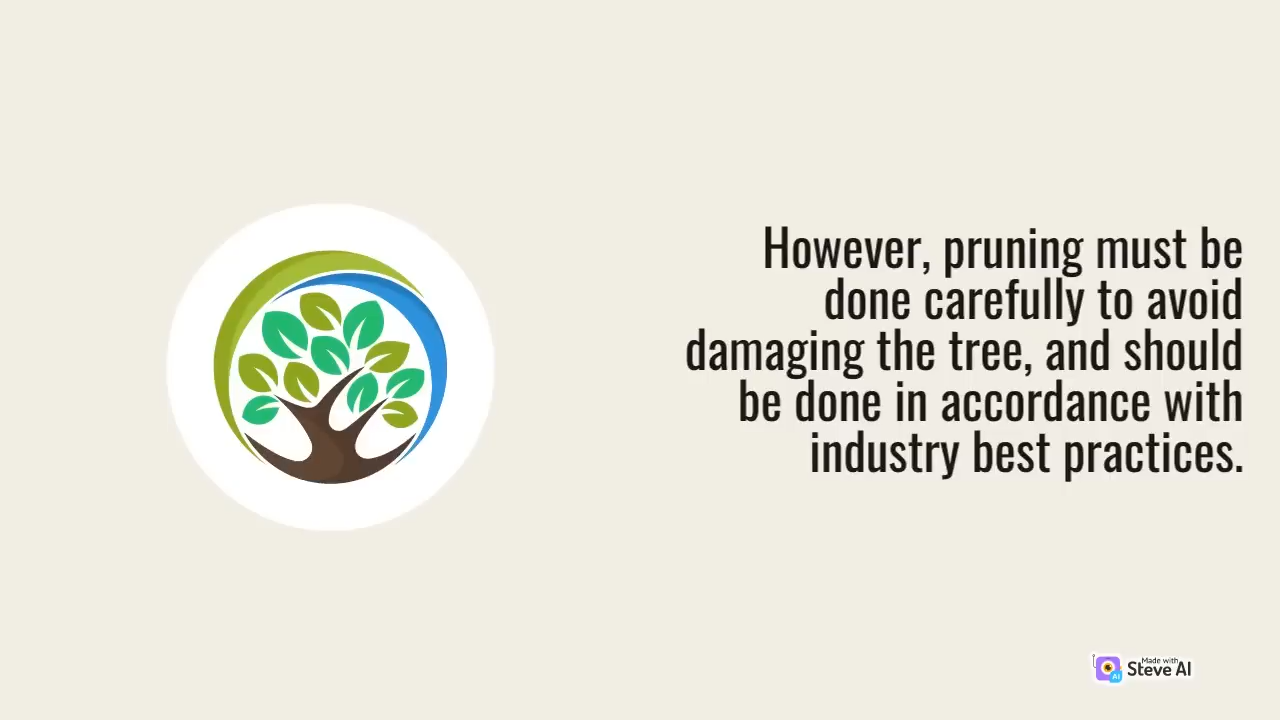 However, pruning must be
done carefully to avoid
damaging the tree, and should
be done in accordance with
industry best practices.
Made with
Steve AI
AI